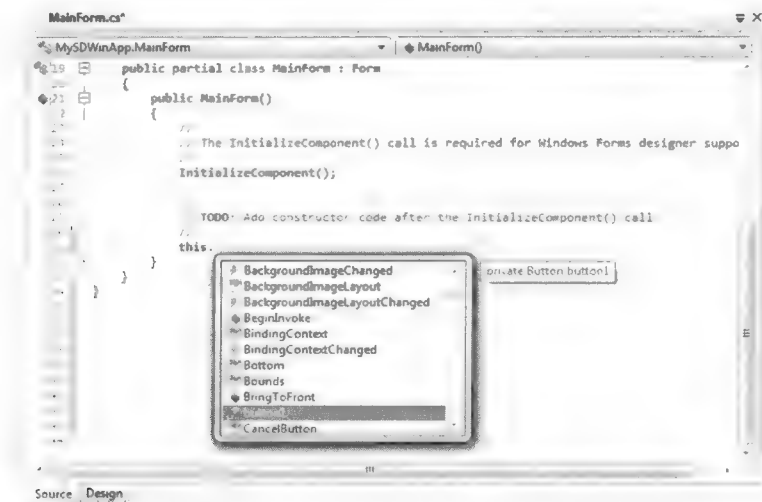 MainForm.cs*
MySDWinApp.MainForm
MainForm()
19 public partial class MainForm : Form
{
21 public MainForm()
{
The InitializeComponent() call is required for Windows Forms designer suppo
InitializeComponent();
TODO: Add constructor code after the InitializeComponent() call
this.
}
}
}
BackgroundImageChanged
BackgroundImageLayout
BackgroundImageLayoutChanged
BeginInvoke
BindingContext
BindingContextChanged
Bottom
Bounds
BringToFront
CancelButton
private Button button1
Source Design